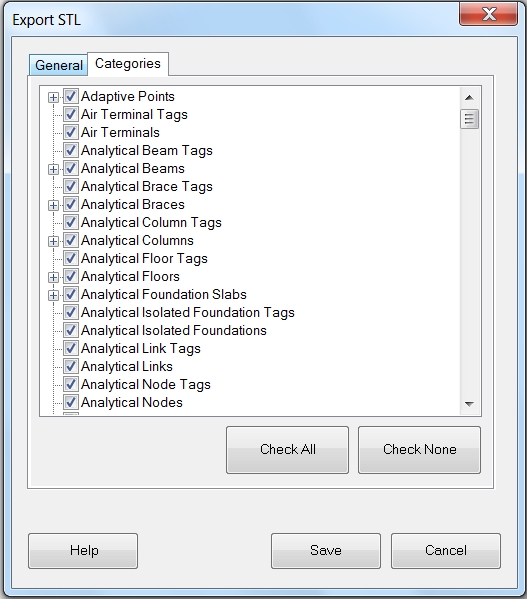 Export STL
General Categories
Adaptive Points
Air Terminal Tags
Air Terminals
Analytical Beam Tags
Analytical Beams
Analytical Brace Tags
Analytical Braces
Analytical Column Tags
Analytical Columns
Analytical Floor Tags
Analytical Floors
Analytical Foundation Slabs
Analytical Isolated Foundation Tags
Analytical Isolated Foundations
Analytical Link Tags
Analytical Links
Analytical Node Tags
Analytical Nodes
Check All Check None
Help Save Cancel